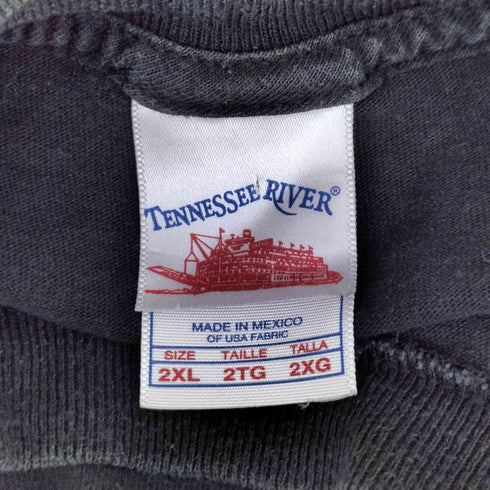 TENNESSEE RIVER®
MADE IN MEXICO
OF USA FABRIC
SIZE TAILLE TALLA
2XL 2TG 2XG